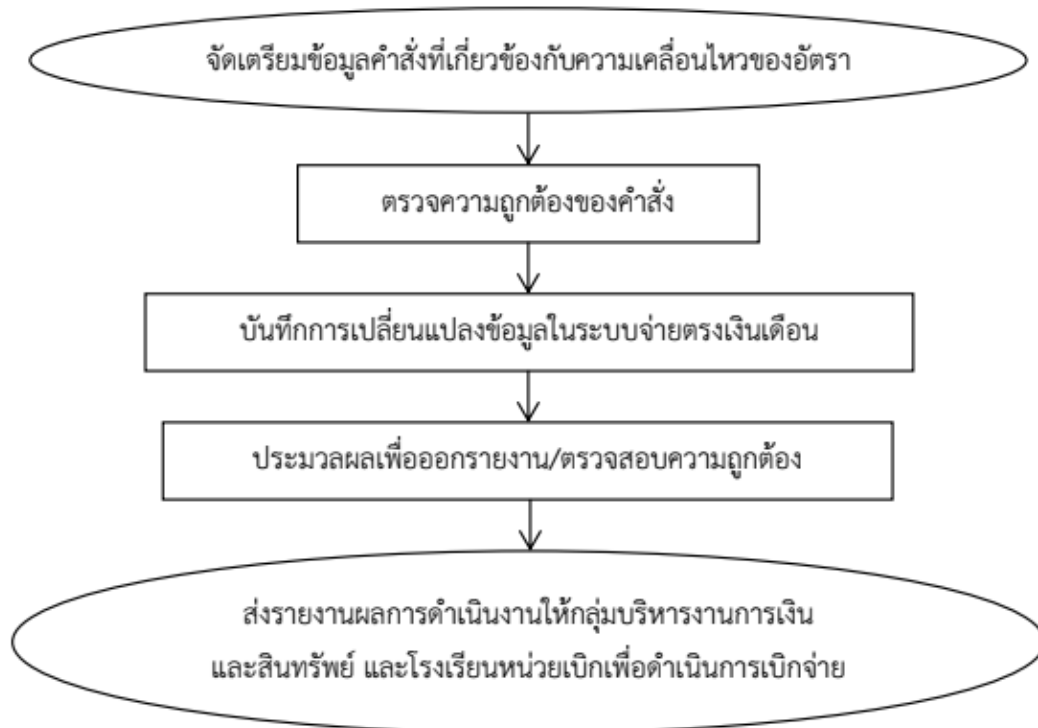 จัดเตรียมข้อมูลคำสั่งที่เกี่ยวข้องกับความเคลื่อนไหวของอัตรา
ตรวจความถูกต้องของคำสั่ง
บันทึกการเปลี่ยนแปลงข้อมูลในระบบจ่ายตรงเงินเดือน
ประมวลผลเพื่อออกรายงาน/ตรวจสอบความถูกต้อง
ส่งรายงานผลการดำเนินงานให้กลุ่มบริหารงานการเงิน
และสินทรัพย์ และโรงเรียนหน่วยเบิกเพื่อดำเนินการเบิกจ่าย